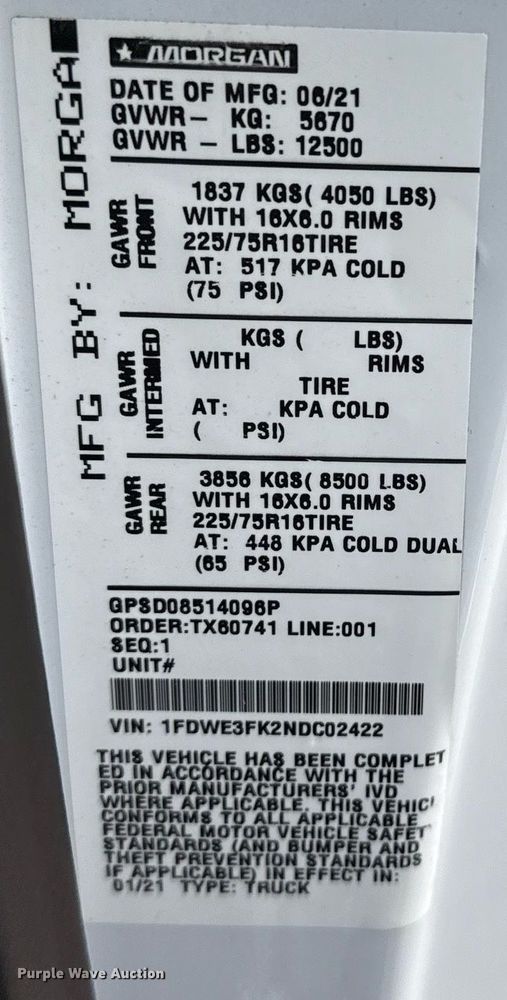 MORGAN
MFG BY: MORGA
DATE OF MFG: 06/21
GVWR— KG: 5670
GVWR — LBS: 12500
GAWR
FRONT
1837 KGS( 4050 LBS)
WITH 16X6.0 RIMS
225/75R16TIRE
AT: 517 KPA COLD
(75 PSI)
GAWR
INTERMED
KGS ( LBS)
WITH RIMS
TIRE
AT: KPA COLD
( PSI)
GAWR
REAR
3856 KGS( 8500 LBS)
WITH 16X6.0 RIMS
225/75R16TIRE
AT: 448 KPA COLD DUAL
(65 PSI)
GPSD08514096P
ORDER:TX60741 LINE:001
SEQ:1
UNIT#
VIN: 1FDWE3FK2NDC02422
THIS VEHICLE HAS BEEN COMPLET
ED IN ACCORDANCE WITH THE
PRIOR MANUFACTURERS' IVD
WHERE APPLICABLE. THIS VEHIC
CONFORMS TO ALL APPLICABLE
FEDERAL MOTOR VEHICLE SAFET
STANDARDS (AND BUMPER AND
THEFT PREVENTION STANDARDS
IF APPLICABLE) IN EFFECT IN:
01/21 TYPE: TRUCK
Purple Wave Auction